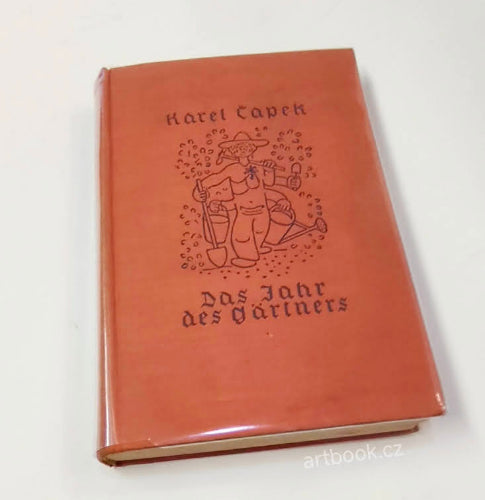 Karel Čapek
Das Jahr
des Gärtners
artbook.cz